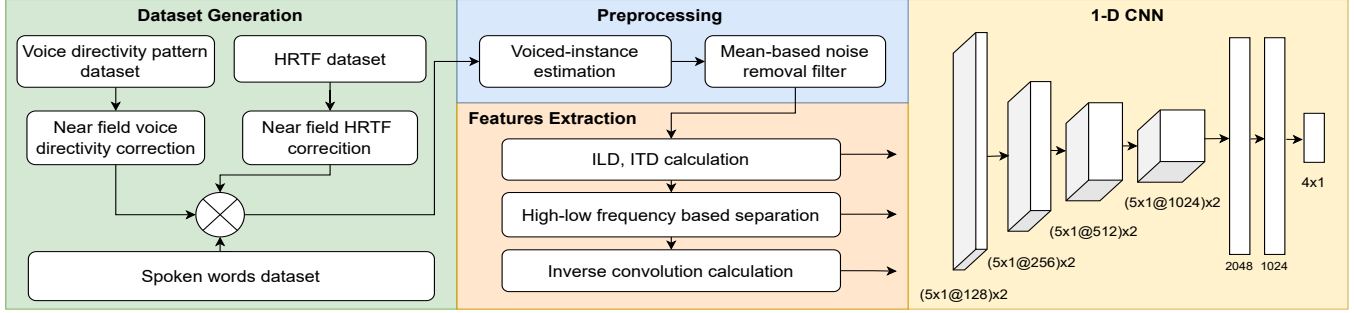 Dataset Generation
Voice directivity pattern
dataset
HRTF dataset
Near field voice
directivity correction
Near field HRTF
correcition
Spoken words dataset
Preprocessing
Voiced-instance
estimation
Mean-based noise
removal filter
Features Extraction
ILD, ITD calculation
High-low frequency based separation
Inverse convolution calculation
1-D CNN
(5x1@128)x2
(5x1@256)x2
(5x1@512)x2
(5x1@1024)x2
2048
1024
4x1